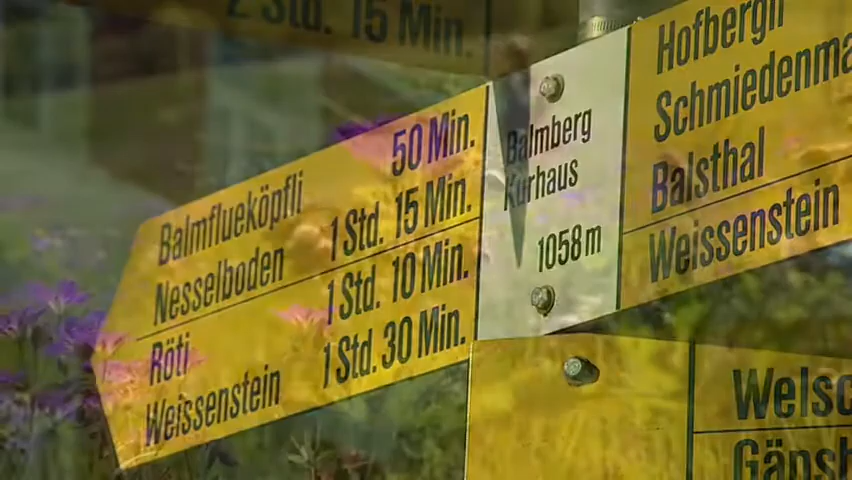 2 Std. 15 Min.
Balmflueköpfli 50 Min.
Nesselboden 1 Std. 15 Min.
Röti 1 Std. 10 Min.
Weissenstein 1 Std. 30 Min.
Balmberg
Kurhaus
1058 m
Hofbergli
Schmiedenma
Balsthal
Weissenstein
Welsc
Gänsb